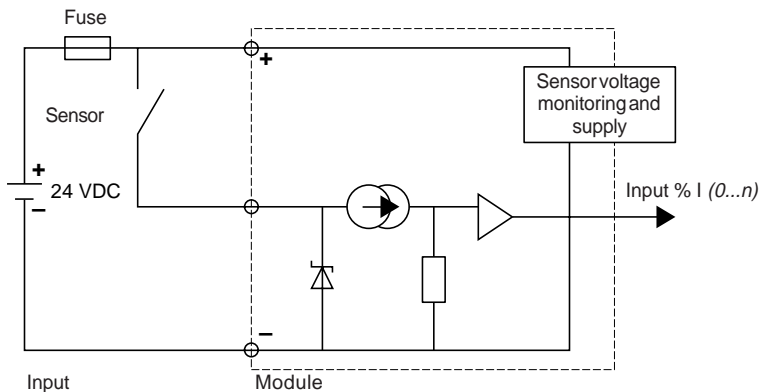 Fuse
+
Sensor voltage
monitoring and
supply
Sensor
+
24 VDC
–
Input % I (0...n)
–
Input
Module